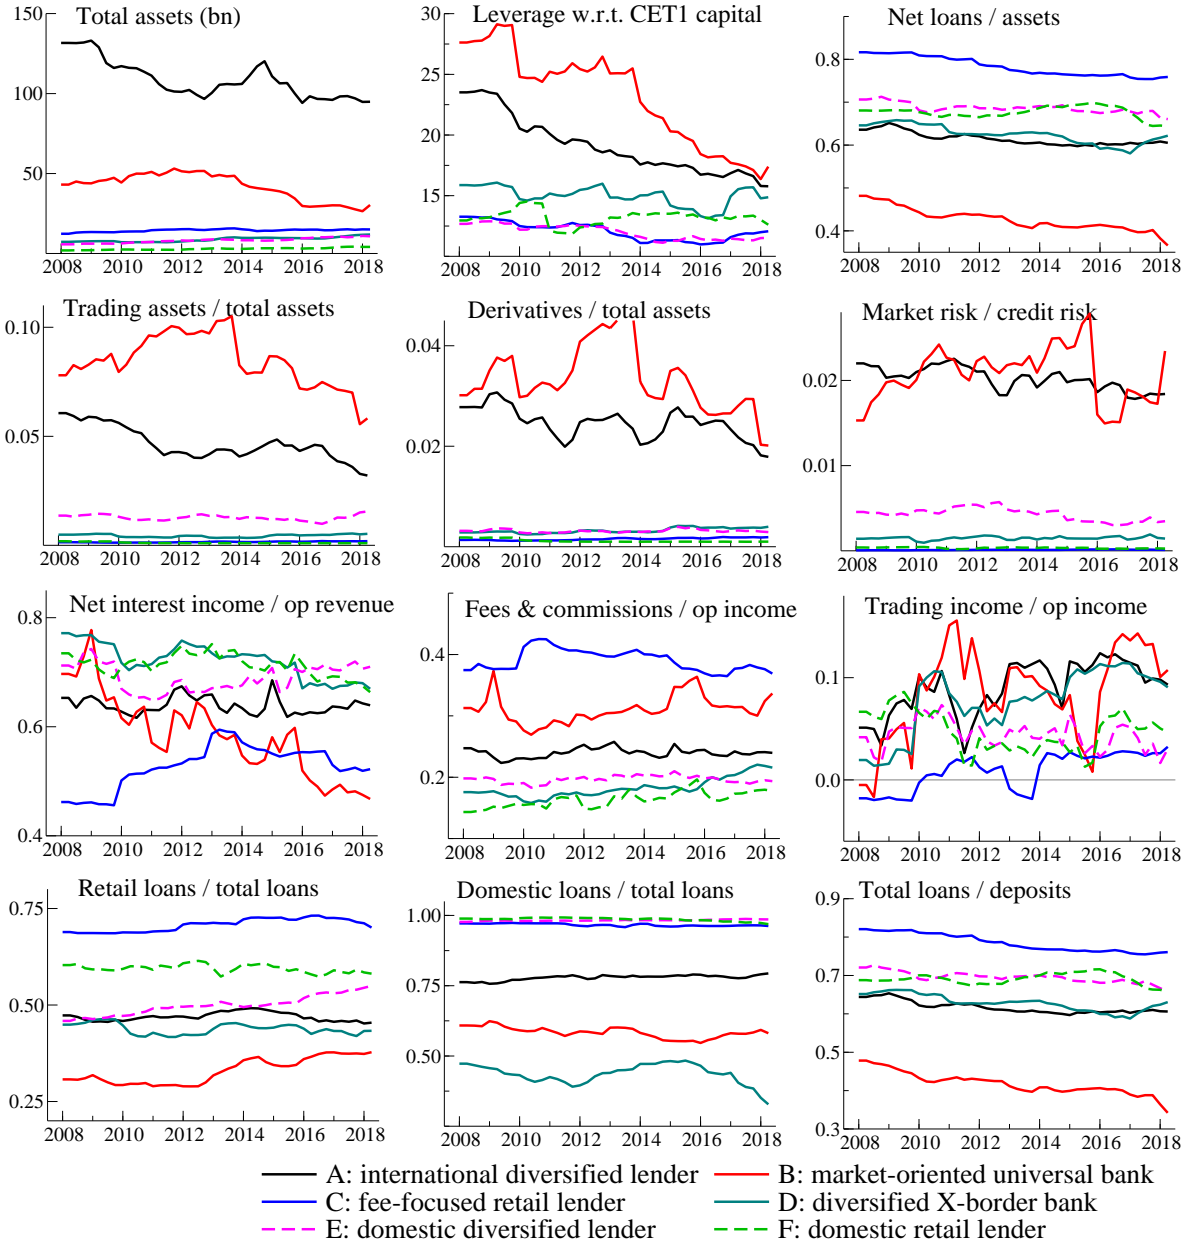 Total assets (bn)
150
100
50
2008 2010 2012 2014 2016 2018
Leverage w.r.t. CET1 capital
30
25
20
15
2008 2010 2012 2014 2016 2018
Net loans / assets
0.8
0.6
0.4
2008 2010 2012 2014 2016 2018
Trading assets / total assets
0.10
0.05
2008 2010 2012 2014 2016 2018
Derivatives / total assets
0.04
0.02
2008 2010 2012 2014 2016 2018
Market risk / credit risk
0.02
0.01
2008 2010 2012 2014 2016 2018
Net interest income / op revenue
0.8
0.6
0.4
2008 2010 2012 2014 2016 2018
Fees & commissions / op income
0.4
0.2
2008 2010 2012 2014 2016 2018
Trading income / op income
0.1
0.0
2008 2010 2012 2014 2016 2018
Retail loans / total loans
0.75
0.50
0.25
2008 2010 2012 2014 2016 2018
Domestic loans / total loans
1.00
0.75
0.50
2008 2010 2012 2014 2016 2018
Total loans / deposits
0.9
0.7
0.5
0.3
2008 2010 2012 2014 2016 2018
A: international diversified lender
B: market-oriented universal bank
C: fee-focused retail lender
D: diversified X-border bank
E: domestic diversified lender
F: domestic retail lender